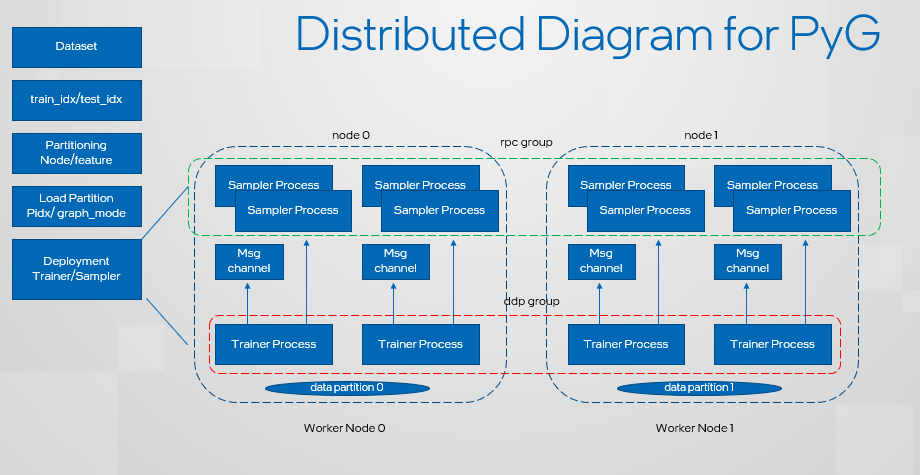 Distributed Diagram for PyG
Dataset
train_idx/test_idx
Partitioning
Node/feature
Load Partition
Pidx/ graph_mode
Deployment
Trainer/Sampler
node 0
rpc group
node 1
Sampler Process
Sampler Process
Sampler Process
Sampler Process
Sampler Process
Sampler Process
Sampler Process
Sampler Process
Msg
channel
Msg
channel
Msg
channel
Msg
channel
ddp group
Trainer Process
Trainer Process
Trainer Process
Trainer Process
data partition 0
data partition 1
Worker Node 0
Worker Node 1